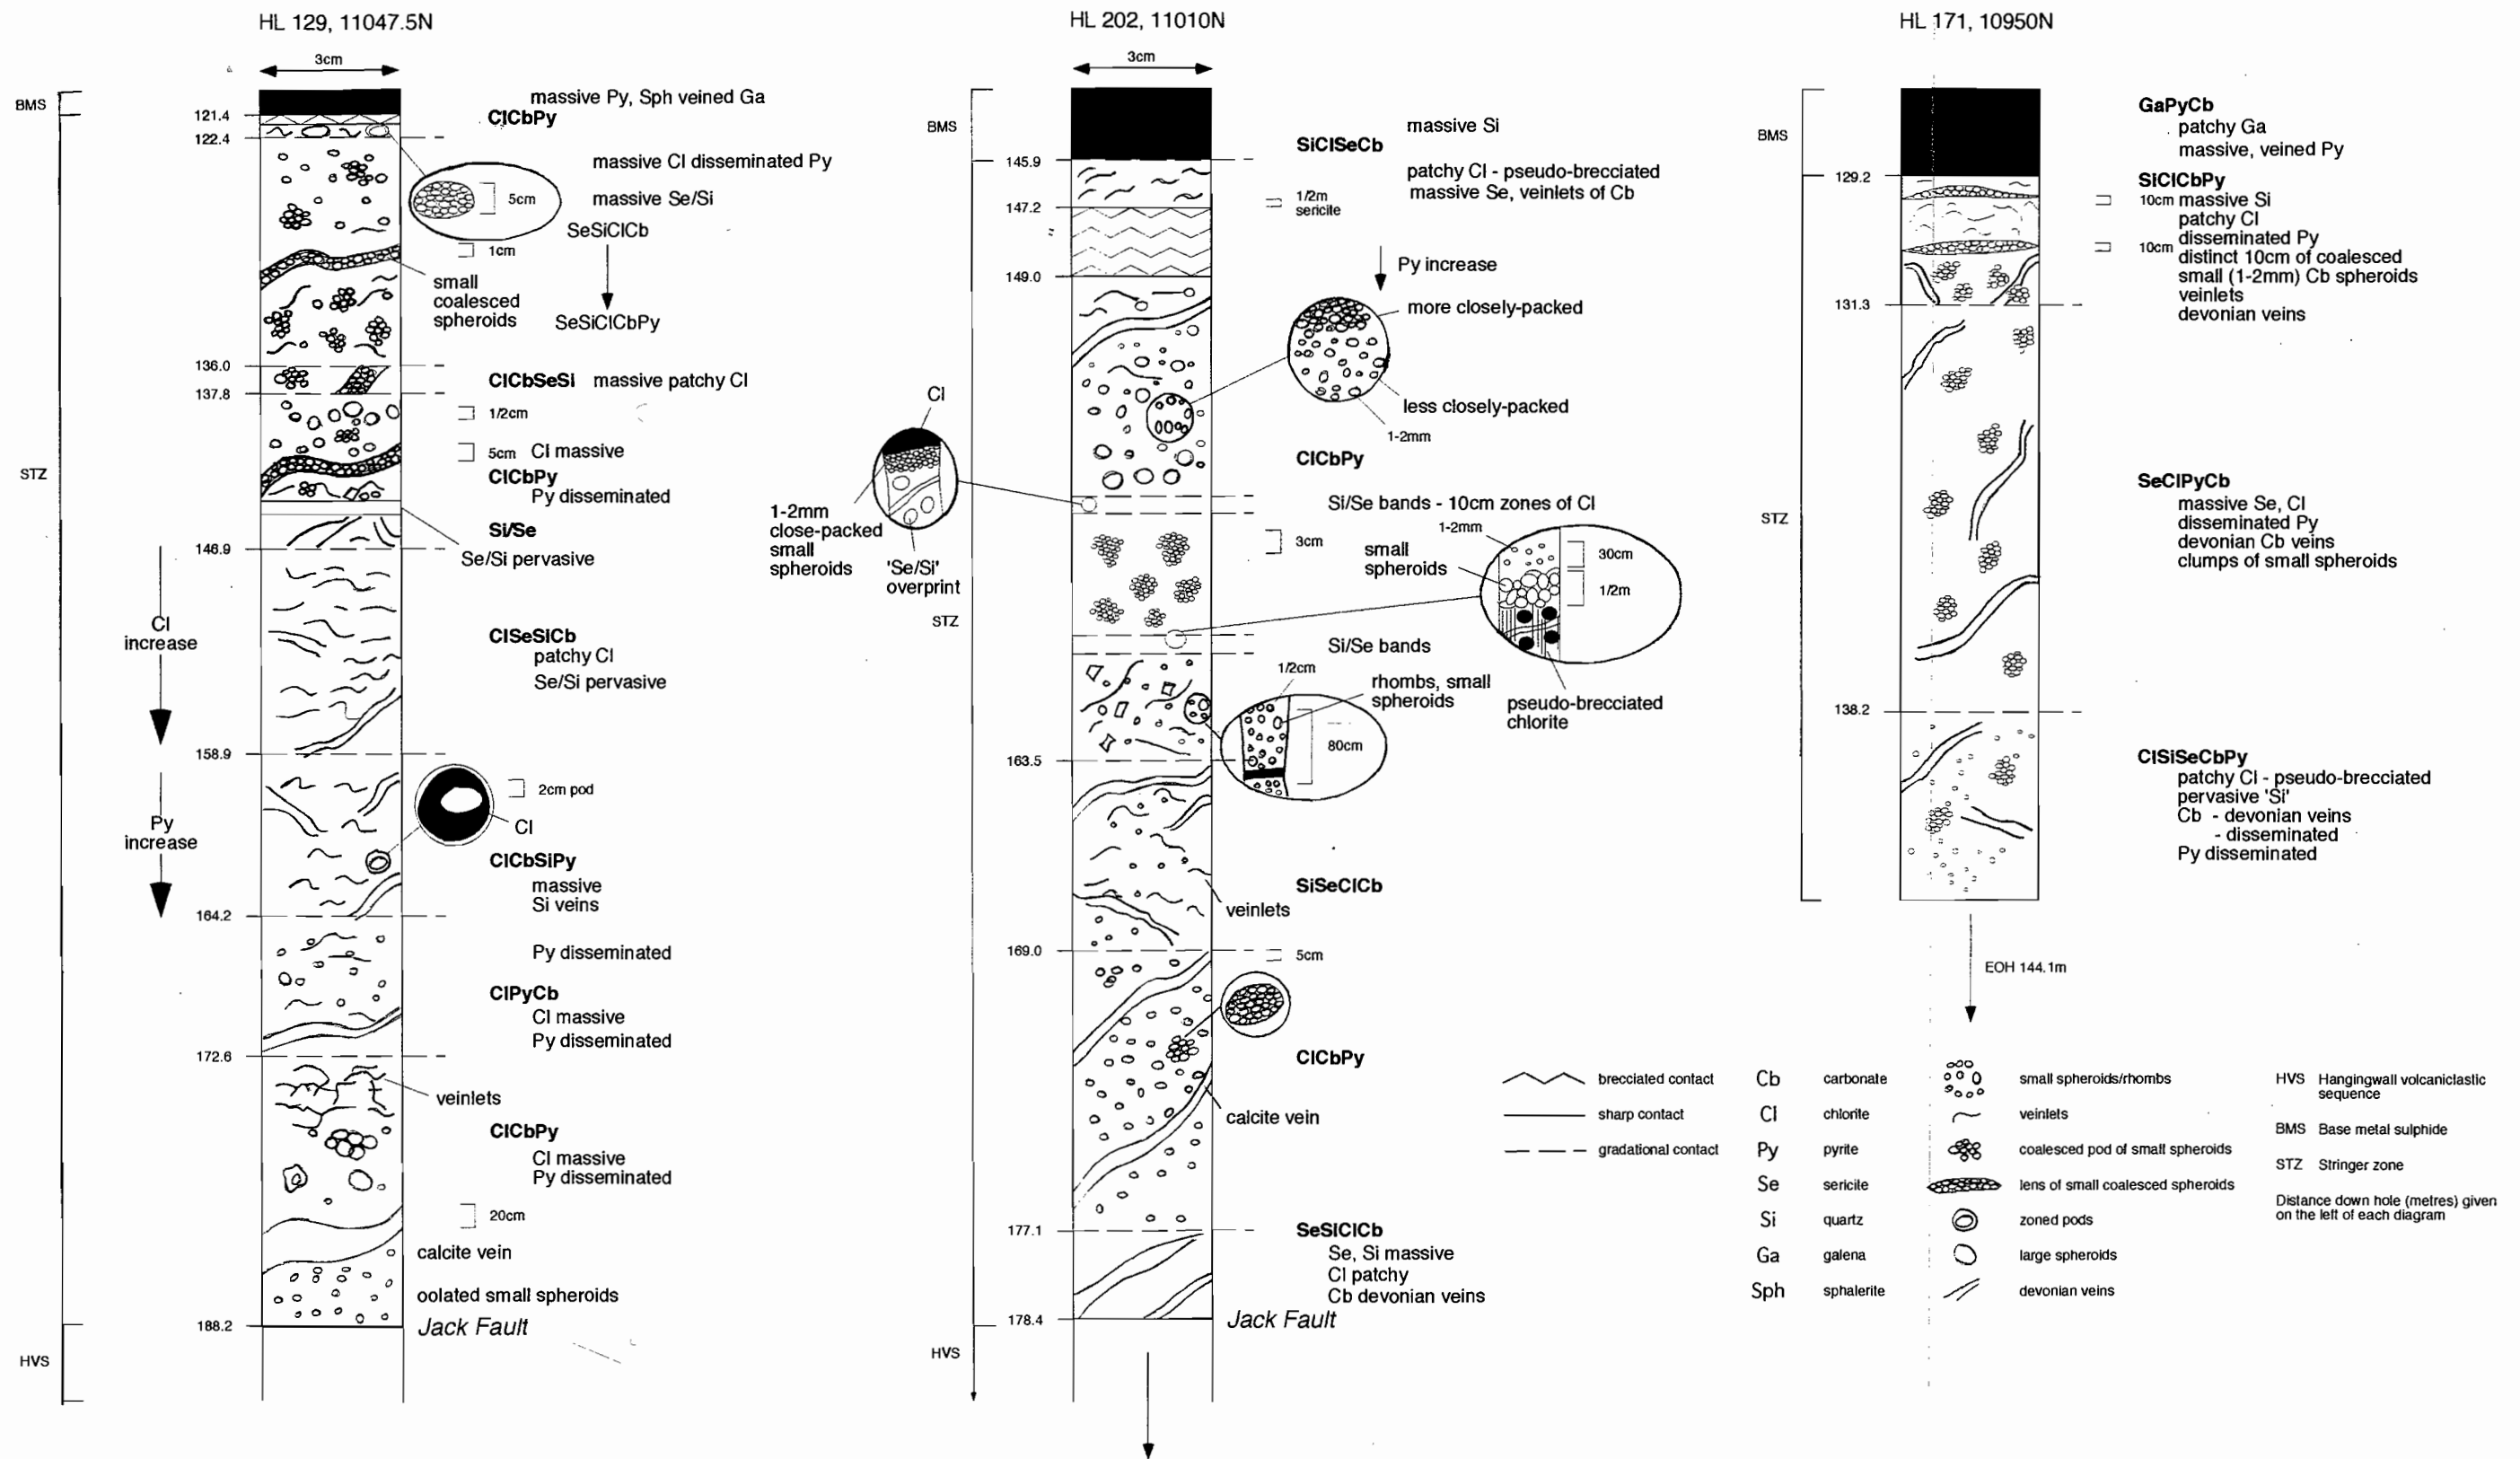 HL 129, 11047.5N
3cm
BMS
121.4
122.4
massive Py, Sph veined Ga
ClCbPy
massive Cl disseminated Py
5cm
massive Se/Si
SeSiClCb
1cm
small
coalesced
spheroids
SeSiClCbPy
136.0
137.8
ClCbSeSi massive patchy Cl
1/2cm
5cm Cl massive
ClCbPy
Py disseminated
STZ
Si/Se
146.9
Se/Si pervasive
Cl
increase
ClSeSiCb
patchy Cl
Se/Si pervasive
158.9
2cm pod
Cl
Py
increase
ClCbSiPy
massive
Si veins
164.2
Py disseminated
ClPyCb
Cl massive
Py disseminated
172.6
veinlets
ClCbPy
Cl massive
Py disseminated
20cm
calcite vein
oolated small spheroids
188.2
Jack Fault
HVS
HL 202, 11010N
3cm
BMS
massive Si
SiClSeCb
145.9
patchy Cl - pseudo-brecciated
massive Se, veinlets of Cb
1/2m
sericite
147.2
149.0
Py increase
more closely-packed
less closely-packed
1-2mm
Cl
ClCbPy
1-2mm
close-packed
small
spheroids
'Se/Si'
overprint
Si/Se bands - 10cm zones of Cl
1-2mm
3cm
small
spheroids
30cm
1/2m
STZ
Si/Se bands
1/2cm
rhombs, small
spheroids
pseudo-brecciated
chlorite
80cm
163.5
SiSeClCb
veinlets
169.0
5cm
ClCbPy
calcite vein
177.1
SeSiClCb
Se, Si massive
Cl patchy
Cb devonian veins
178.4
Jack Fault
HVS
HL 171, 10950N
BMS
GaPyCb
patchy Ga
massive, veined Py
129.2
SiClCbPy
10cm massive Si
patchy Cl
disseminated Py
10cm distinct 10cm of coalesced
small (1-2mm) Cb spheroids
veinlets
devonian veins
131.3
STZ
SeClPyCb
massive Se, Cl
disseminated Py
devonian Cb veins
clumps of small spheroids
138.2
ClSiSeCbPy
patchy Cl - pseudo-brecciated
pervasive 'Si'
Cb - devonian veins
- disseminated
Py disseminated
EOH 144.1m
brecciated contact
sharp contact
gradational contact
Cb carbonate
Cl chlorite
Py pyrite
Se sericite
Si quartz
Ga galena
Sph sphalerite
small spheroids/rhombs
veinlets
coalesced pod of small spheroids
lens of small coalesced spheroids
zoned pods
large spheroids
devonian veins
HVS Hangingwall volcaniclastic
sequence
BMS Base metal sulphide
STZ Stringer zone
Distance down hole (metres) given
on the left of each diagram